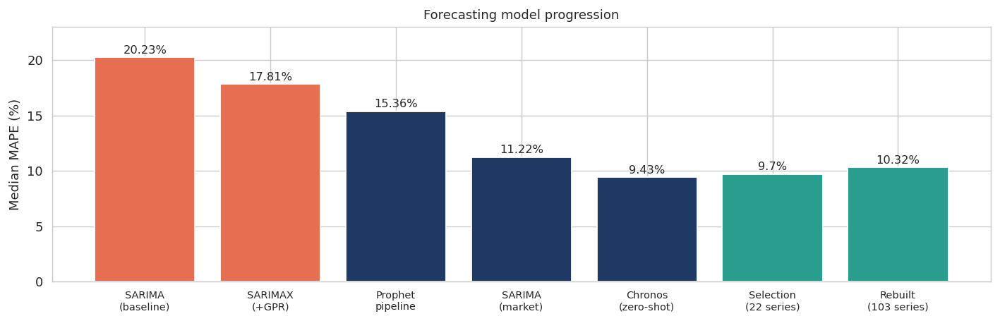 Forecasting model progression
Median MAPE (%)
20
15
10
5
0
20.23%
17.81%
15.36%
11.22%
9.43%
9.7%
10.32%
SARIMA
(baseline)
SARIMAX
(+GPR)
Prophet
pipeline
SARIMA
(market)
Chronos
(zero-shot)
Selection
(22 series)
Rebuilt
(103 series)